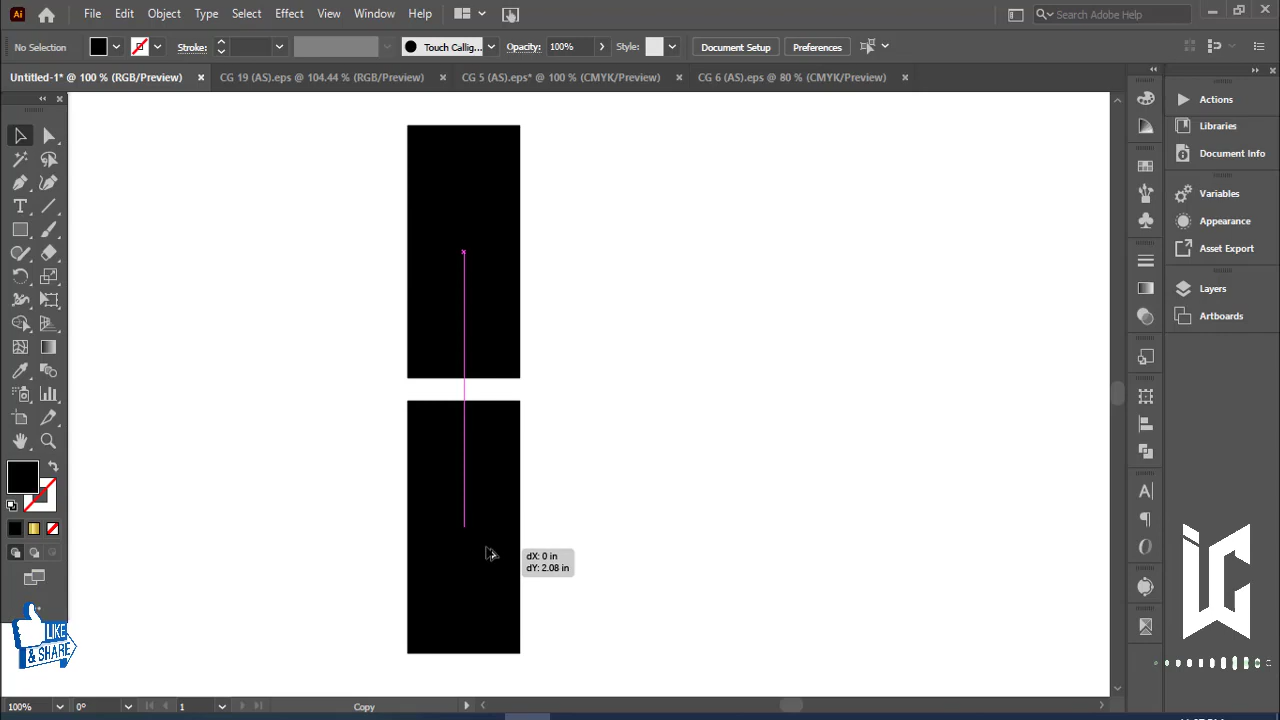 Ai File Edit Object Type Select Effect View Window Help Search Adobe Help
No Selection Stroke: Touch Callig... Opacity: 100% Style: Document Setup Preferences
Untitled-1* @ 100 % (RGB/Preview) × CG 19 (AS).eps @ 104.44 % (RGB/Preview) × CG 5 (AS).eps* @ 100 % (CMYK/Preview) × CG 6 (AS).eps @ 80 % (CMYK/Preview) ×
Actions
Libraries
Document Info
Variables
Appearance
Asset Export
Layers
Artboards
dX: 0 in
dY: 2.08 in
LIKE
& SHARE
100% 0° 1 Copy